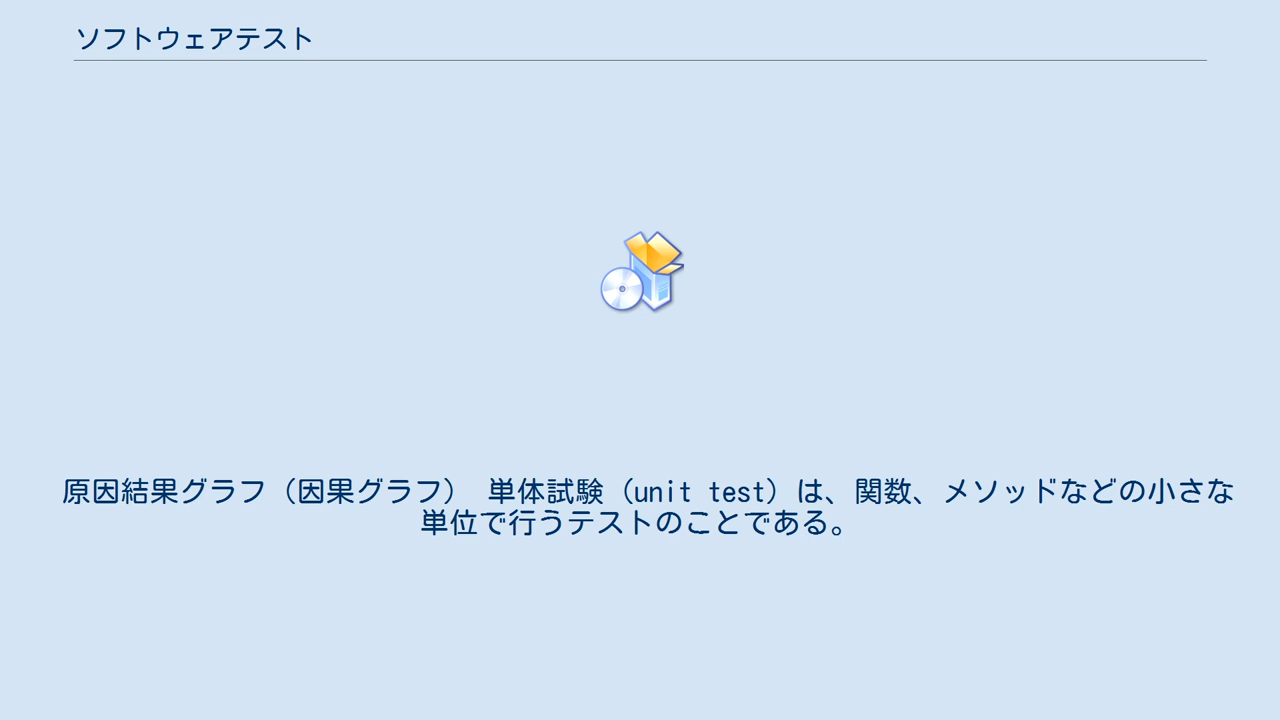 ソフトウェアテスト
原因結果グラフ（因果グラフ） 単体試験（unit test）は、関数、メソッドなどの小さな
単位で行うテストのことである。